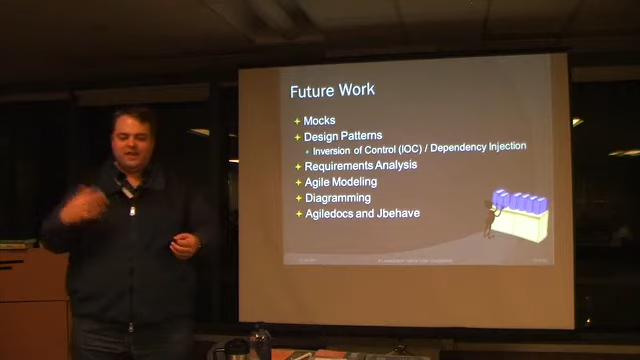 Future Work
Mocks
Design Patterns
Inversion of Control (IOC) / Dependency Injection
Requirements Analysis
Agile Modeling
Diagramming
Agiledocs and Jbehave